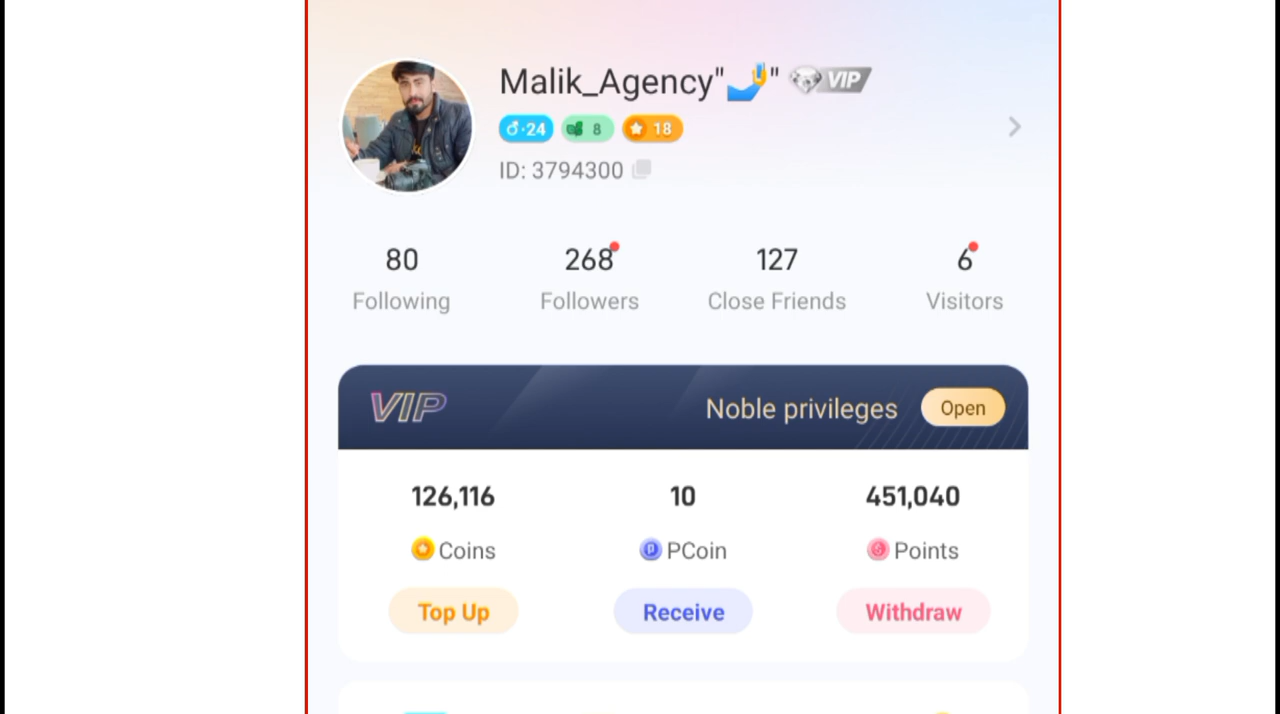 Malik_Agency"🤳" VIP
♂·24 8 18
ID: 3794300
80 268 127 6
Following Followers Close Friends Visitors
VIP Noble privileges Open
126,116 10 451,040
Coins PCoin Points
Top Up Receive Withdraw